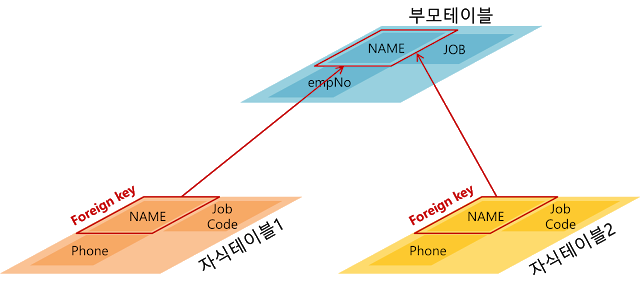 부모테이블
NAME
JOB
empNo
Foreign key
NAME
Job
Code
Phone
자식테이블1
Foreign key
NAME
Job
Code
Phone
자식테이블2